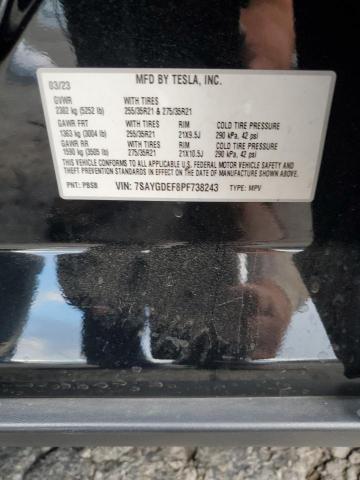 MFD BY TESLA, INC.
03/23
GVWR WITH TIRES
2382 kg (5252 lb) 255/35R21 & 275/35R21
GAWR FRT WITH TIRES RIM COLD TIRE PRESSURE
1363 kg (3004 lb) 255/35R21 21X9.5J 290 kPa, 42 psi
GAWR RR WITH TIRES RIM COLD TIRE PRESSURE
1590 kg (3505 lb) 275/35R21 21X10.5J 290 kPa, 42 psi
THIS VEHICLE CONFORMS TO ALL APPLICABLE U.S. FEDERAL MOTOR VEHICLE SAFETY, BUMPER
AND THEFT PREVENTION STANDARDS IN EFFECT ON THE DATE OF MANUFACTURE SHOWN
ABOVE.
PNT: PBSB VIN: 7SAYGDEF8PF738243 TYPE: MPV